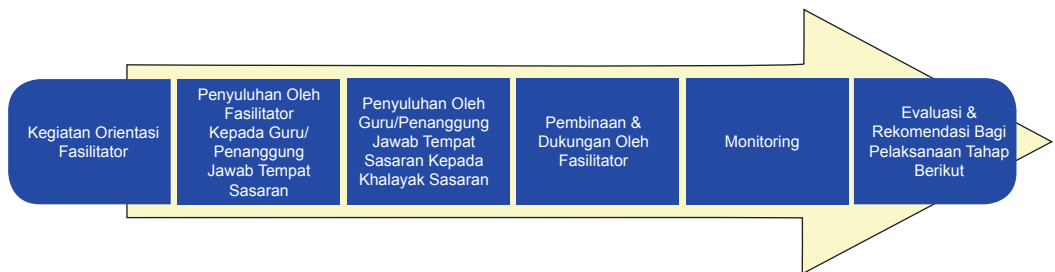 Kegiatan Orientasi
Fasilitator
Penyuluhan Oleh
Fasilitator
Kepada Guru/
Penanggung
Jawab Tempat
Sasaran
Penyuluhan Oleh
Guru/Penanggung
Jawab Tempat
Sasaran Kepada
Khalayak Sasaran
Pembinaan &
Dukungan Oleh
Fasilitator
Monitoring
Evaluasi &
Rekomendasi Bagi
Pelaksanaan Tahap
Berikut